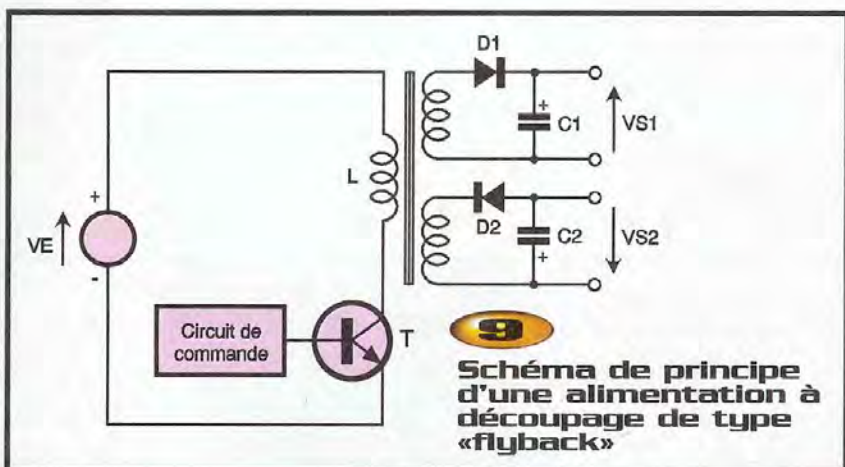 D1
+
C1
VS1
L
+
VE
-
D2
C2
+
VS2
Circuit de
commande
T
9
Schéma de principe
d'une alimentation à
découpage de type
«flyback»